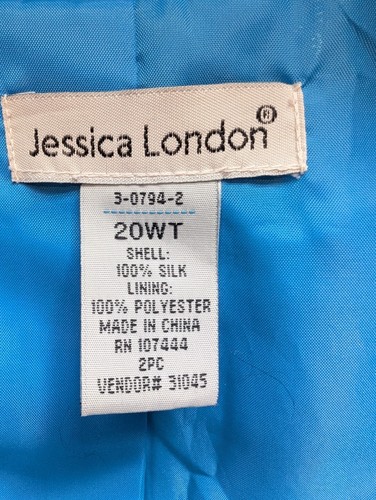 Jessica London®
3-0794-2
20WT
SHELL:
100% SILK
LINING:
100% POLYESTER
MADE IN CHINA
RN 107444
2PC
VENDOR# 31045